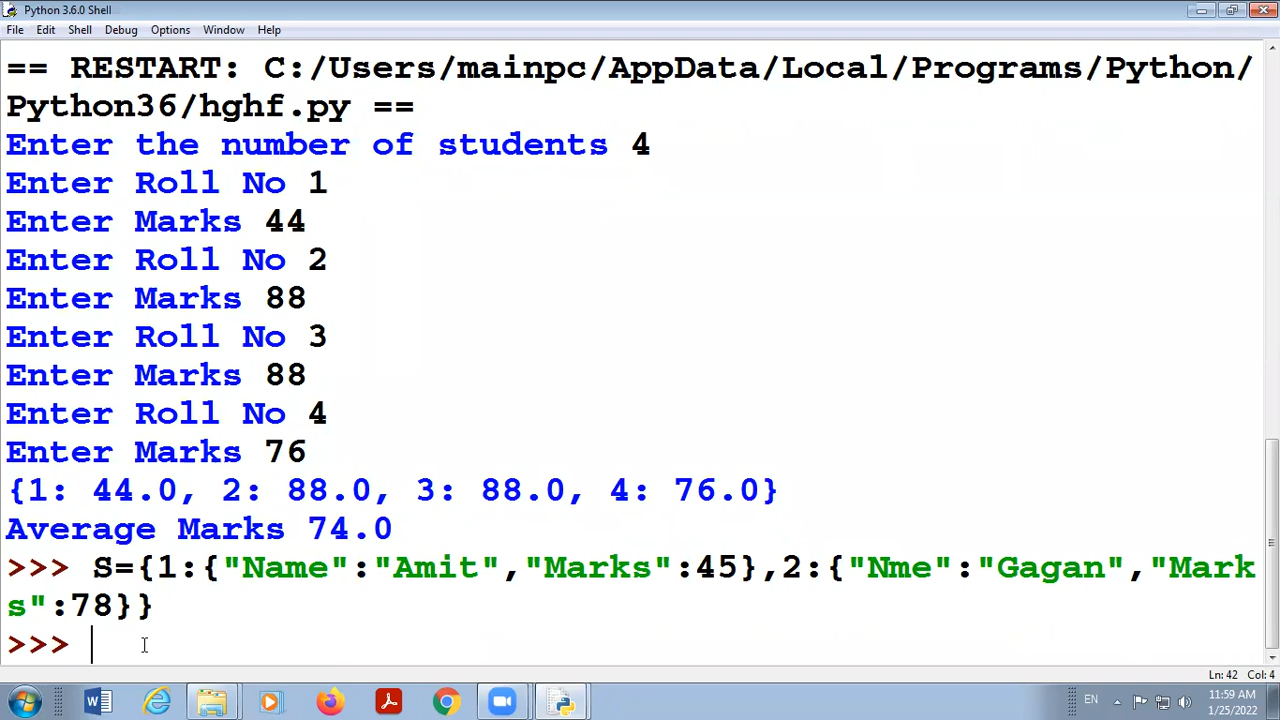 Python 3.6.0 Shell
File Edit Shell Debug Options Window Help
== RESTART: C:/Users/mainpc/AppData/Local/Programs/Python/
Python36/hghf.py ==
Enter the number of students 4
Enter Roll No 1
Enter Marks 44
Enter Roll No 2
Enter Marks 88
Enter Roll No 3
Enter Marks 88
Enter Roll No 4
Enter Marks 76
{1: 44.0, 2: 88.0, 3: 88.0, 4: 76.0}
Average Marks 74.0
>>> S={1:{"Name":"Amit","Marks":45},2:{"Nme":"Gagan","Mark
s":78}}
>>>
Ln: 42 Col: 4
EN
11:59 AM
1/25/2022